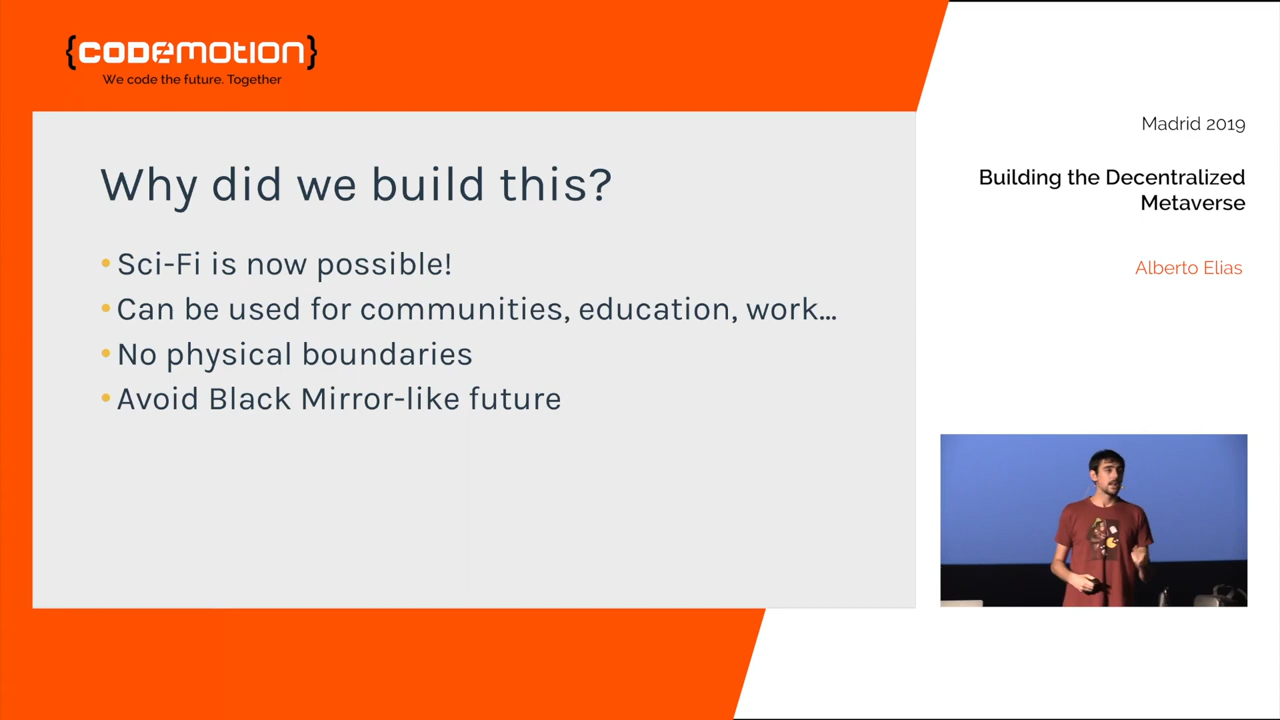 {CODEMOTION}
We code the future. Together
Why did we build this?
• Sci-Fi is now possible!
• Can be used for communities, education, work...
• No physical boundaries
• Avoid Black Mirror-like future
Madrid 2019
Building the Decentralized
Metaverse
Alberto Elias